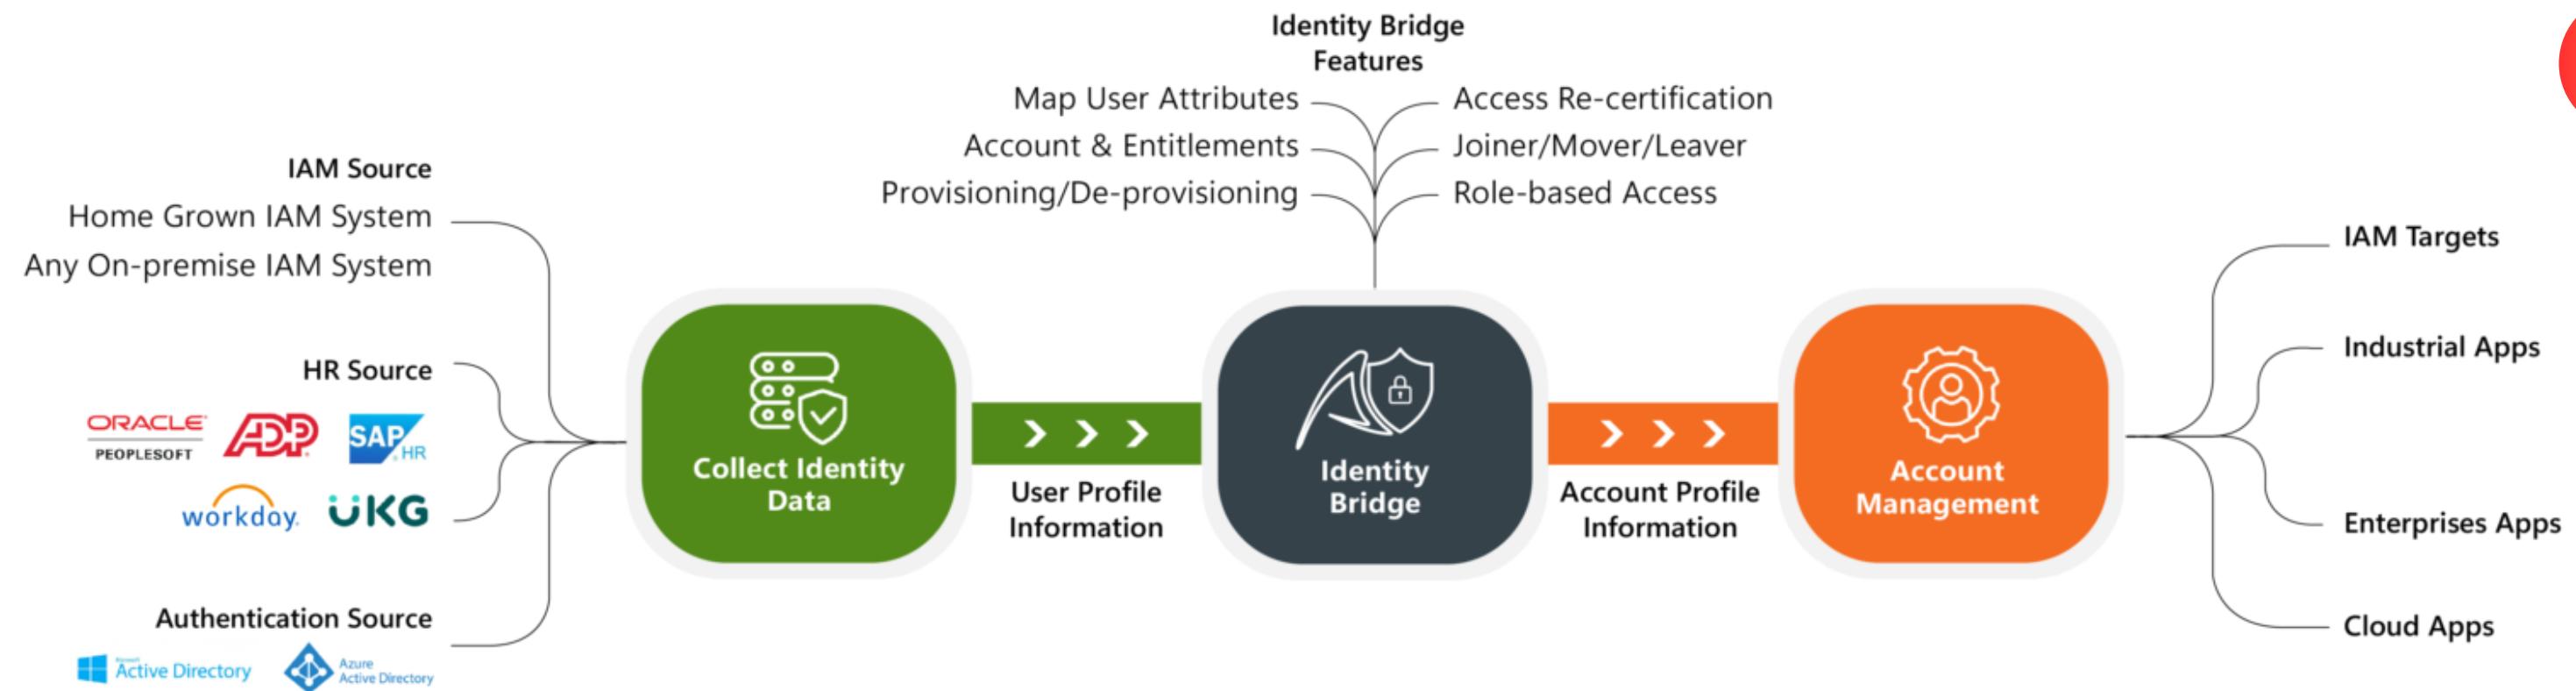 Identity Bridge
Features
Map User Attributes
Account & Entitlements
Provisioning/De-provisioning
Access Re-certification
Joiner/Mover/Leaver
Role-based Access
IAM Source
Home Grown IAM System
Any On-premise IAM System
HR Source
ORACLE
PEOPLESOFT
ADP
SAP HR
workday.
UKG
Authentication Source
Microsoft
Active Directory
Azure
Active Directory
Collect Identity
Data
User Profile
Information
Identity
Bridge
Account Profile
Information
Account
Management
IAM Targets
Industrial Apps
Enterprises Apps
Cloud Apps